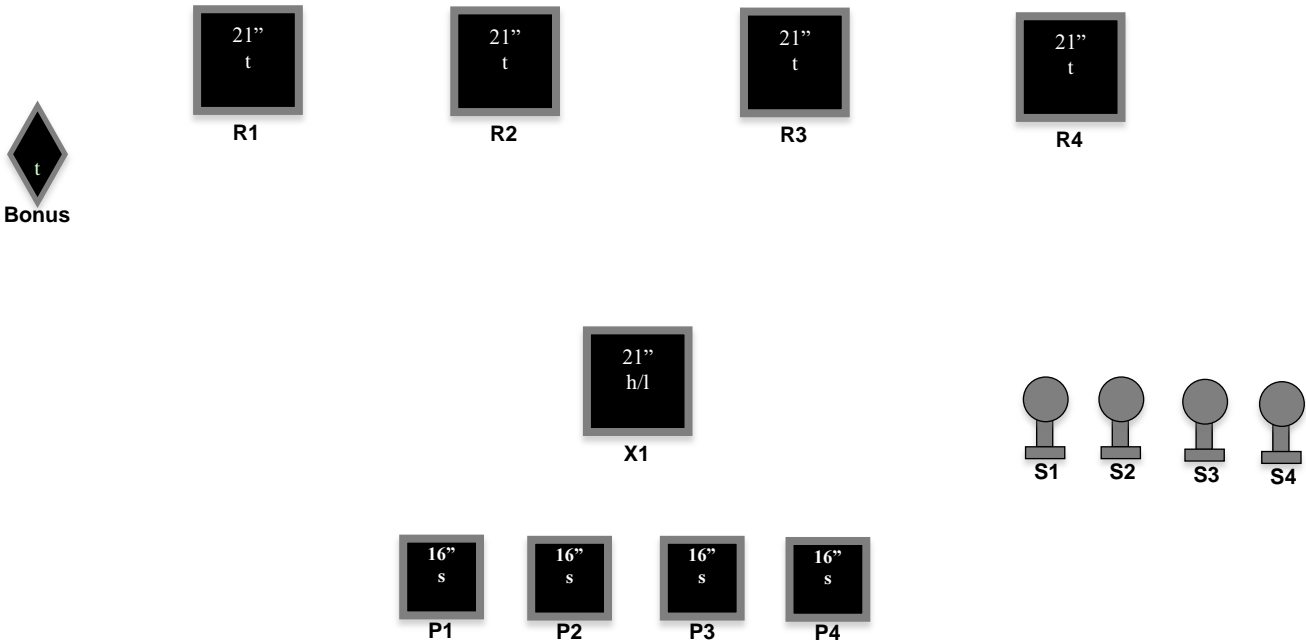 21”
t
R1
21”
t
R2
21”
t
R3
21”
t
R4
t
Bonus
21”
h/l
X1
S1
S2
S3
S4
16”
s
P1
16”
s
P2
16”
s
P3
16”
s
P4